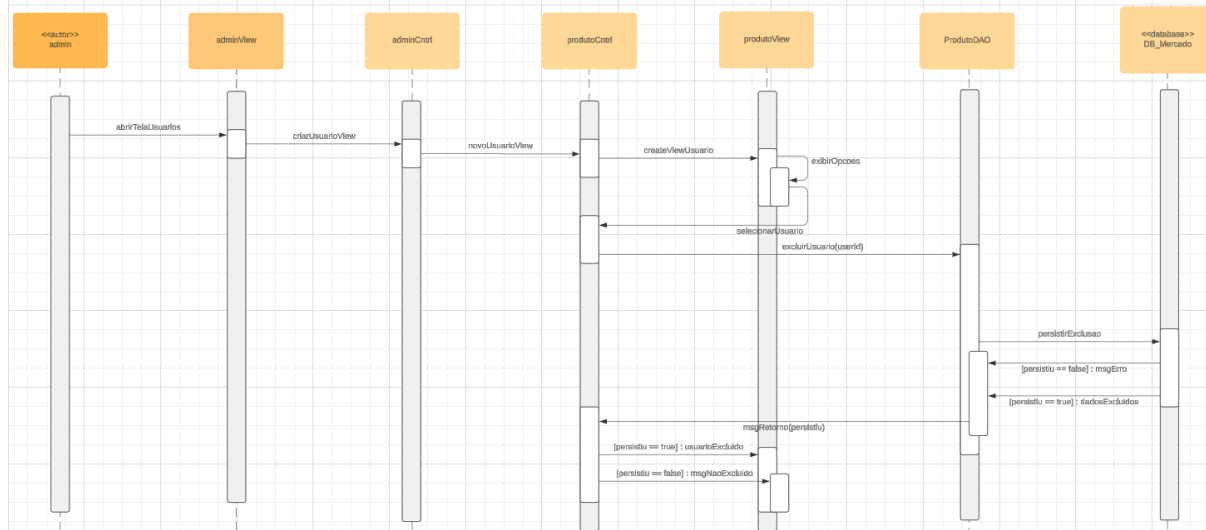 <<actor>>
admin
adminView
adminCntrl
produtoCntrl
produtoView
ProdutoDAO
<<database>>
DB_Mercado
abrirTelaUsuarios
criarUsuarioView
novoUsuarioView
createViewUsuario
exibirOpcoes
selecionarUsuario
excluirUsuario(userId)
persistirExclusao
[persistiu == false] : msgErro
[persistiu == true] : dadosExcluidos
msgRetorno(persistiu)
[persistiu == true] : usuarioExcluido
[persistiu == false] : msgNaoExcluido